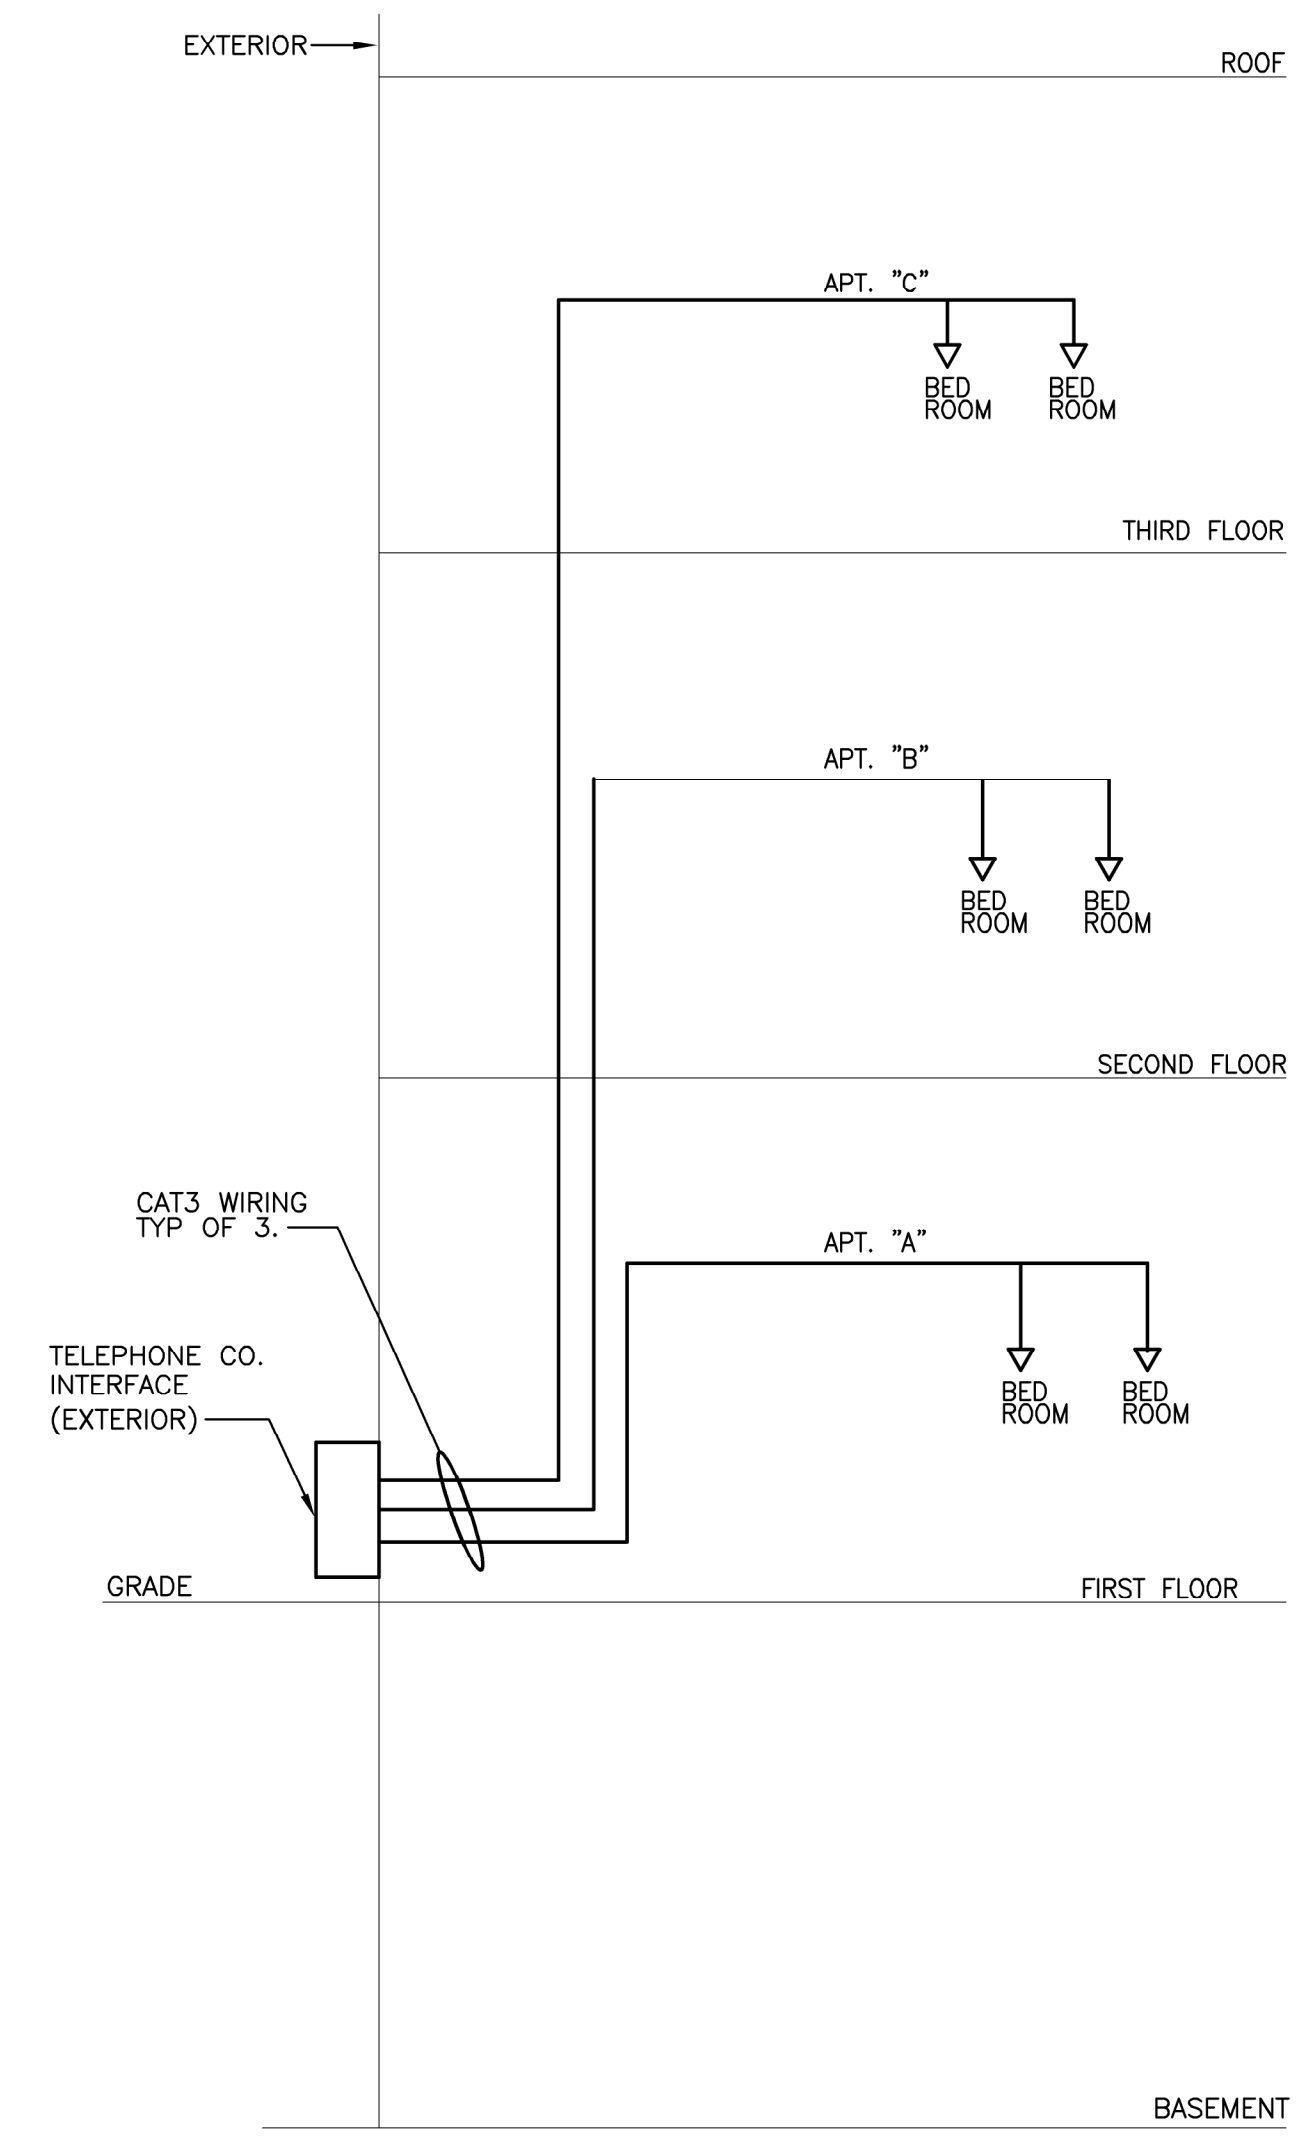 EXTERIOR
ROOF
APT. "C"
BED
ROOM
BED
ROOM
THIRD FLOOR
APT. "B"
BED
ROOM
BED
ROOM
SECOND FLOOR
CAT3 WIRING
TYP OF 3.
APT. "A"
TELEPHONE CO.
INTERFACE
(EXTERIOR)
BED
ROOM
BED
ROOM
GRADE
FIRST FLOOR
BASEMENT